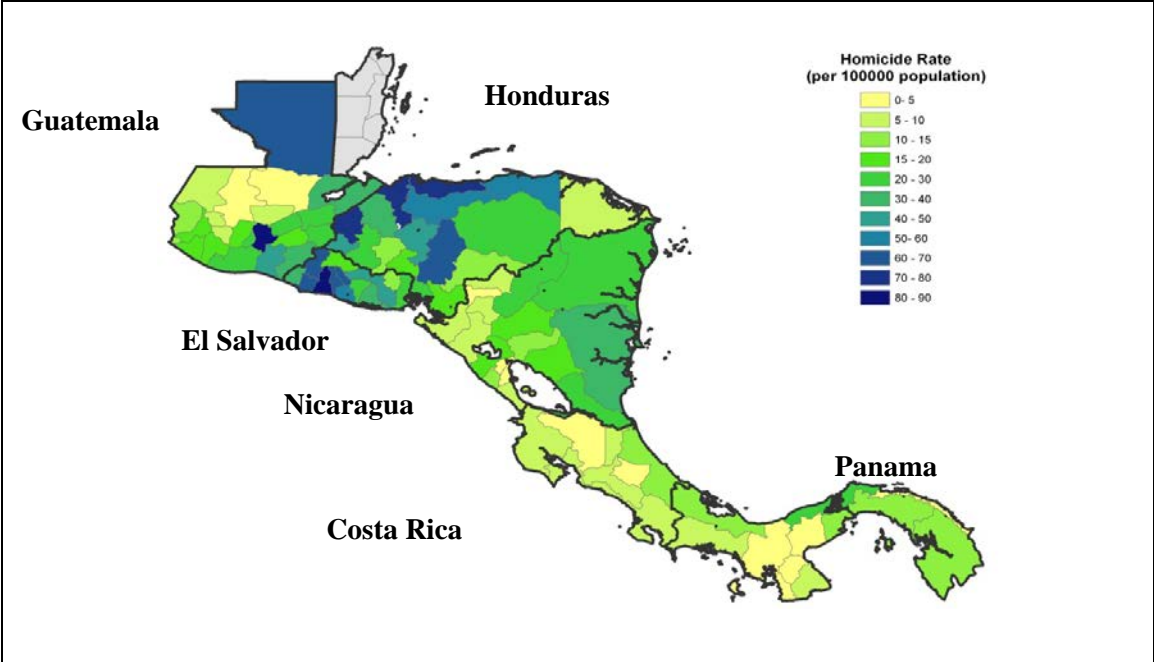 Homicide Rate
(per 100000 population)
0- 5
5 - 10
10 - 15
15 - 20
20 - 30
30 - 40
40 - 50
50- 60
60 - 70
70 - 80
80 - 90
Honduras
Guatemala
El Salvador
Nicaragua
Panama
Costa Rica